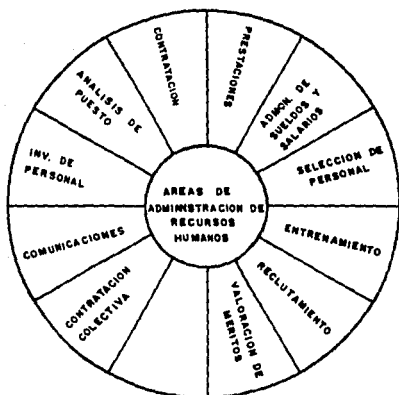 CONTRATACION
PRESTACIONES
ADMON. DE
SUELDOS Y
SALARIOS
SELECCION DE
PERSONAL
ENTRENAMIENTO
RECLUTAMIENTO
VALORACION DE
MERITOS
CONTRATACION
COLECTIVA
COMUNICACIONES
INV. DE
PERSONAL
ANALISIS DE
PUESTO
AREAS DE
ADMINISTRACION DE
RECURSOS
HUMANOS